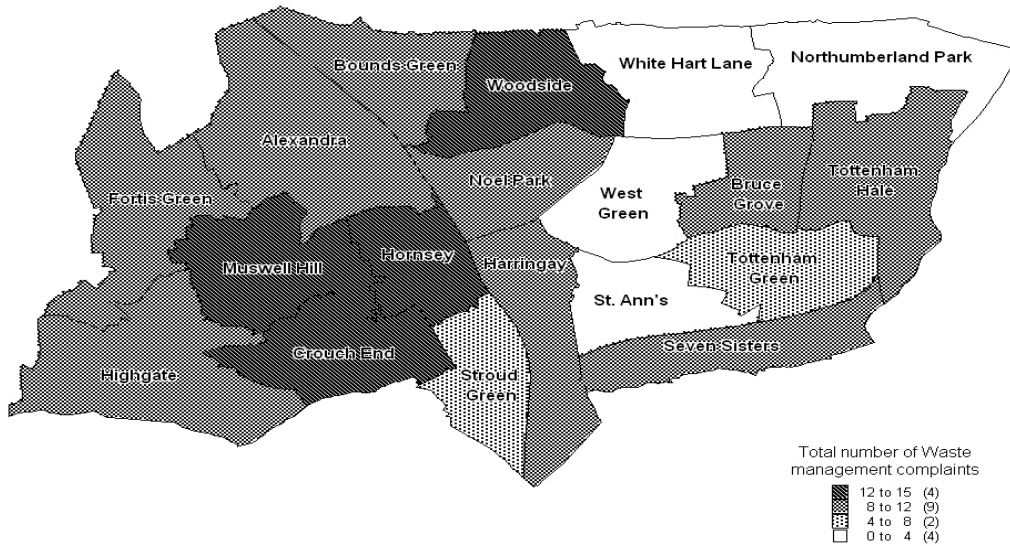 Bounds Green
Woodside
White Hart Lane
Northumberland Park
Alexandra
Noel Park
Fortis Green
West
Green
Bruce
Grove
Tottenham
Hale
Muswell Hill
Hornsey
Harringay
Tottenham
Green
St. Ann's
Highgate
Crouch End
Stroud
Green
Seven Sisters
Total number of Waste
management complaints
12 to 15 (4)
8 to 12 (9)
4 to 8 (2)
0 to 4 (4)